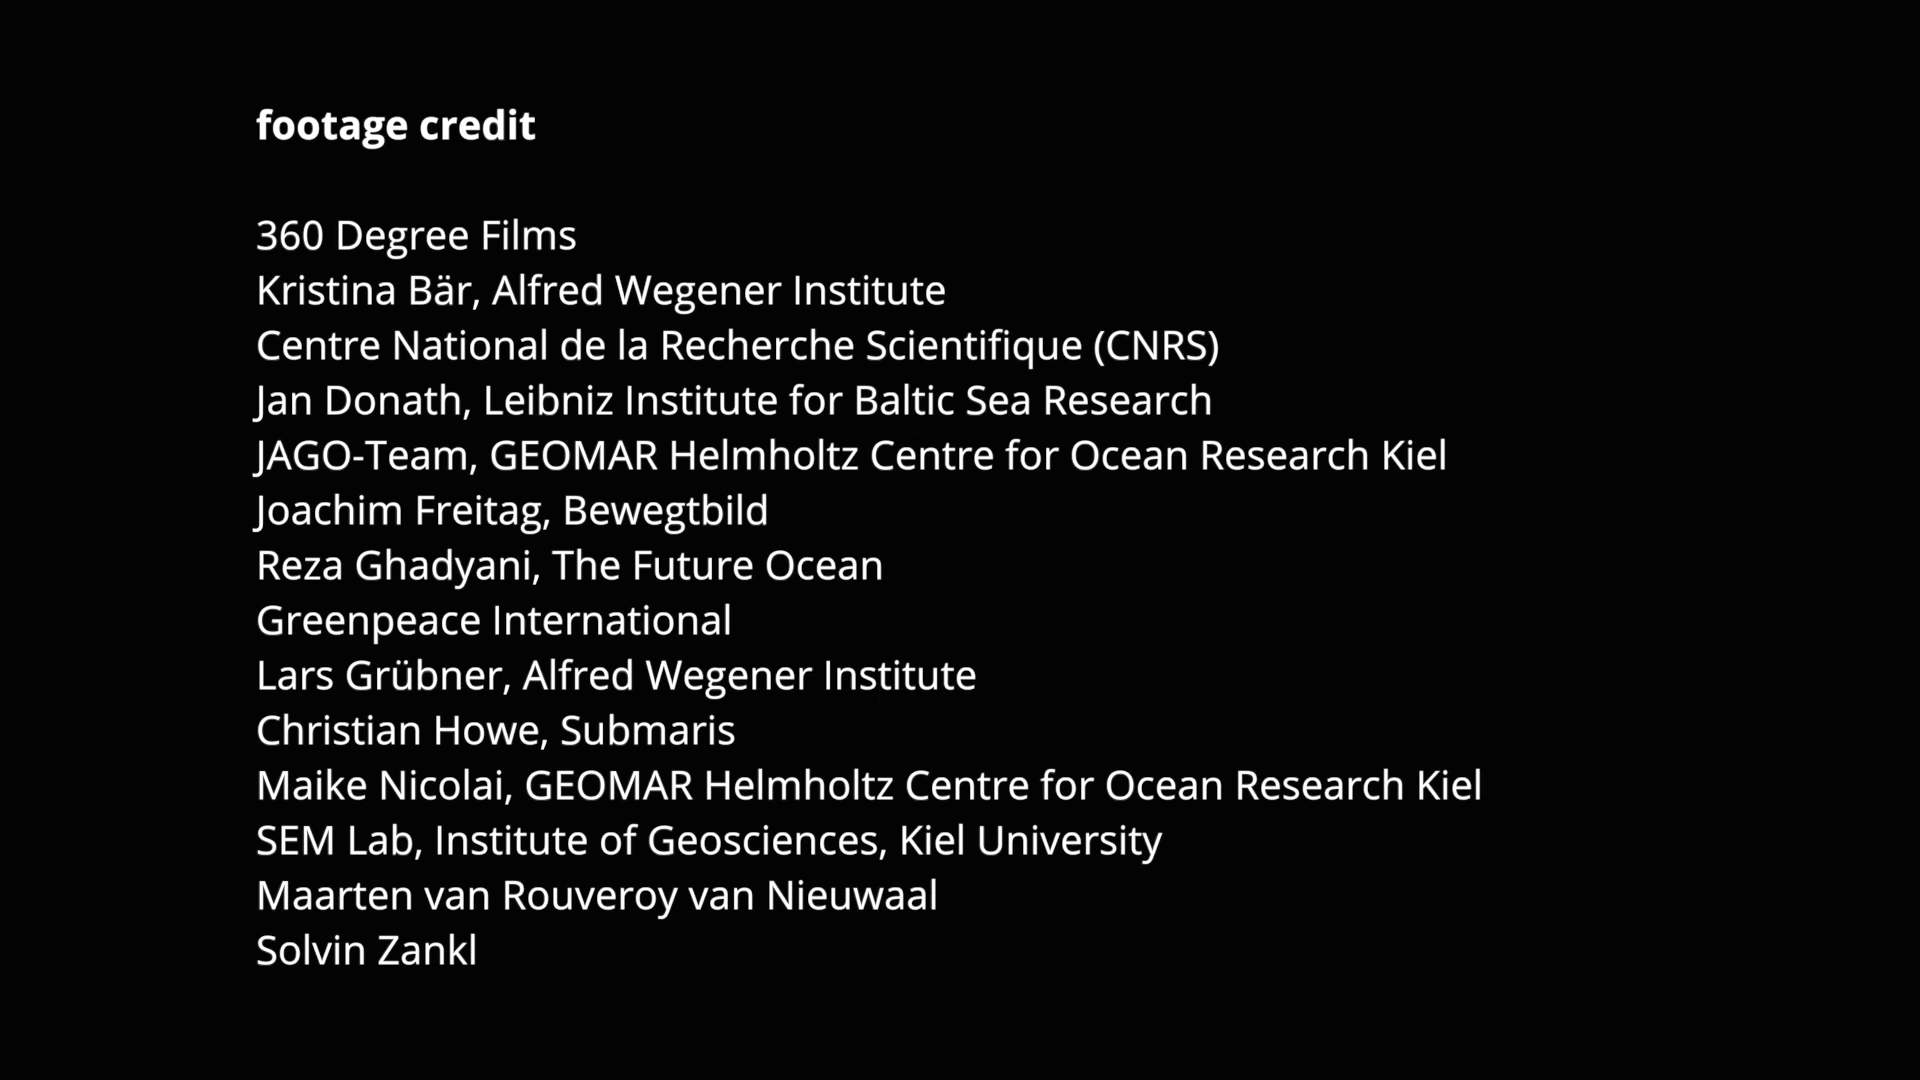 footage credit
360 Degree Films
Kristina Bär, Alfred Wegener Institute
Centre National de la Recherche Scientifique (CNRS)
Jan Donath, Leibniz Institute for Baltic Sea Research
JAGO-Team, GEOMAR Helmholtz Centre for Ocean Research Kiel
Joachim Freitag, Bewegtbild
Reza Ghadyani, The Future Ocean
Greenpeace International
Lars Grübner, Alfred Wegener Institute
Christian Howe, Submaris
Maike Nicolai, GEOMAR Helmholtz Centre for Ocean Research Kiel
SEM Lab, Institute of Geosciences, Kiel University
Maarten van Rouveroy van Nieuwaal
Solvin Zankl